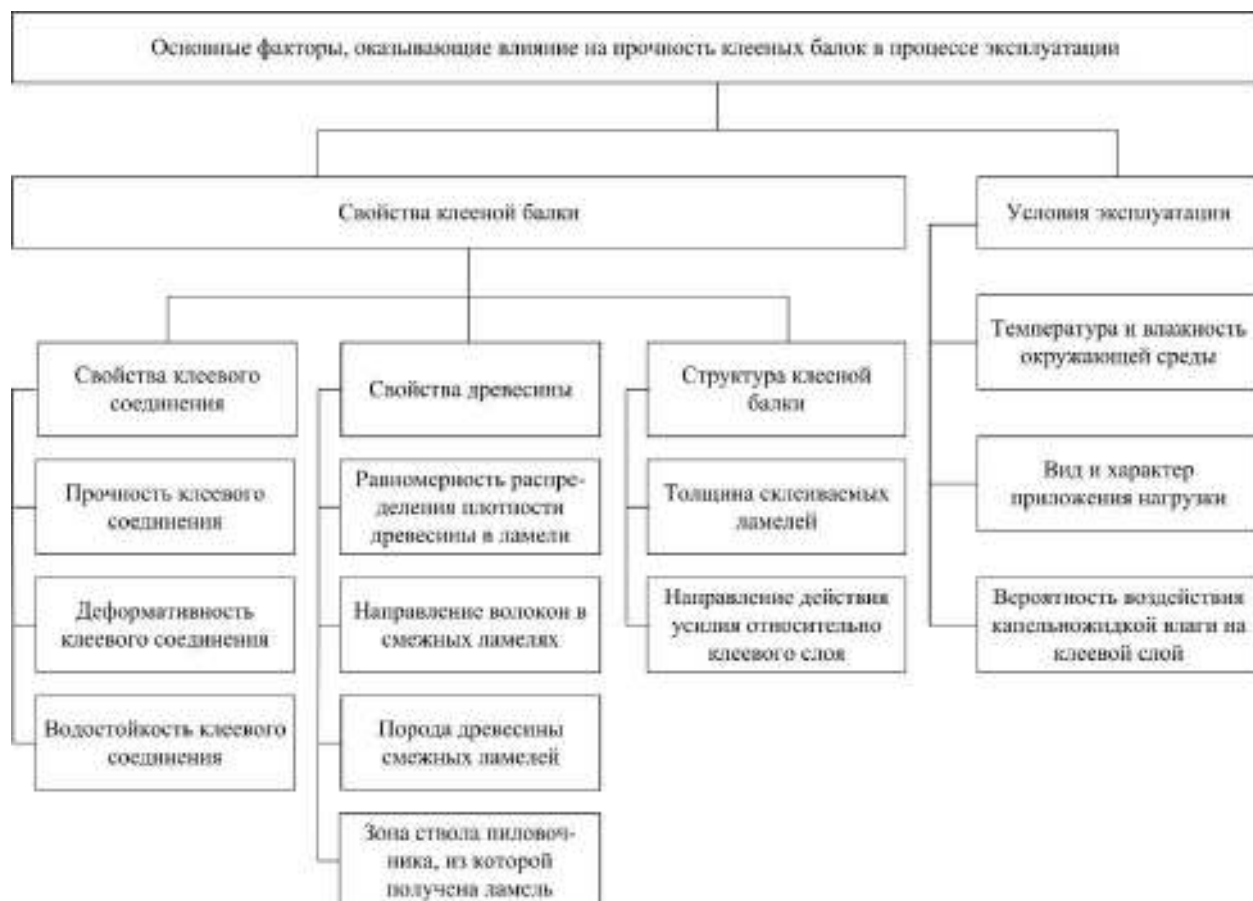 Основные факторы, оказывающие влияние на прочность клееных балок в процессе эксплуатации
Свойства клееной балки
Условия эксплуатации
Свойства клеевого
соединения
Прочность клеевого
соединения
Деформативность
клеевого соединения
Водостойкость клеевого
соединения
Свойства древесины
Равномерность распре-
деления плотности
древесины в ламели
Направление волокон в
смежных ламелях
Порода древесины
смежных ламелей
Зона ствола пиловоч-
ника, из которой
получена ламель
Структура клееной
балки
Толщина склеиваемых
ламелей
Направление действия
усилия относительно
клеевого слоя
Температура и влажность
окружающей среды
Вид и характер
приложения нагрузки
Вероятность воздействия
капельножидкой влаги на
клеевой слой